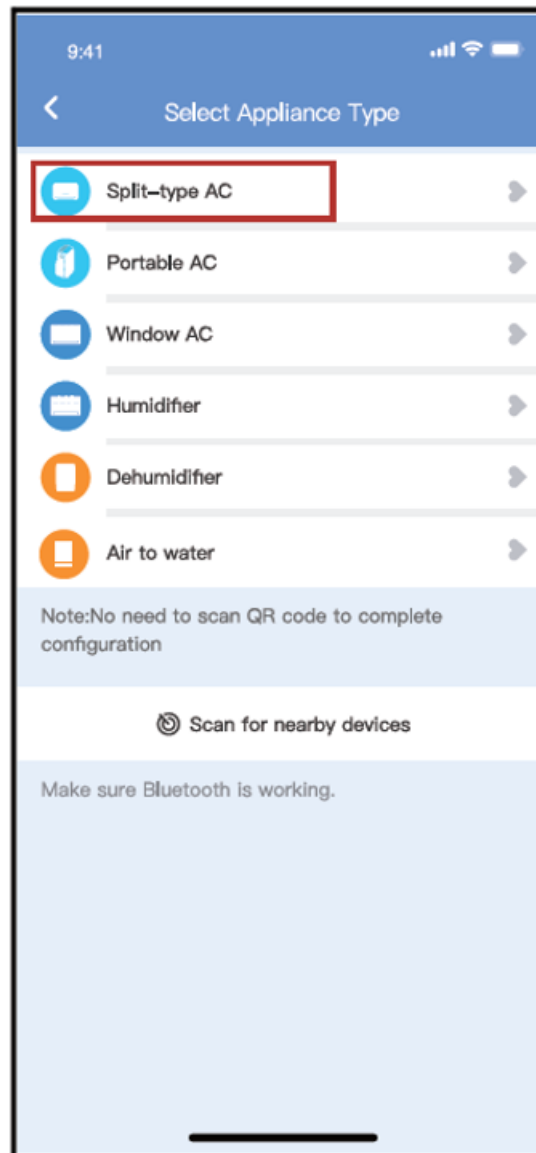 9:41
Select Appliance Type
Split-type AC
Portable AC
Window AC
Humidifier
Dehumidifier
Air to water
Note:No need to scan QR code to complete
configuration
Scan for nearby devices
Make sure Bluetooth is working.